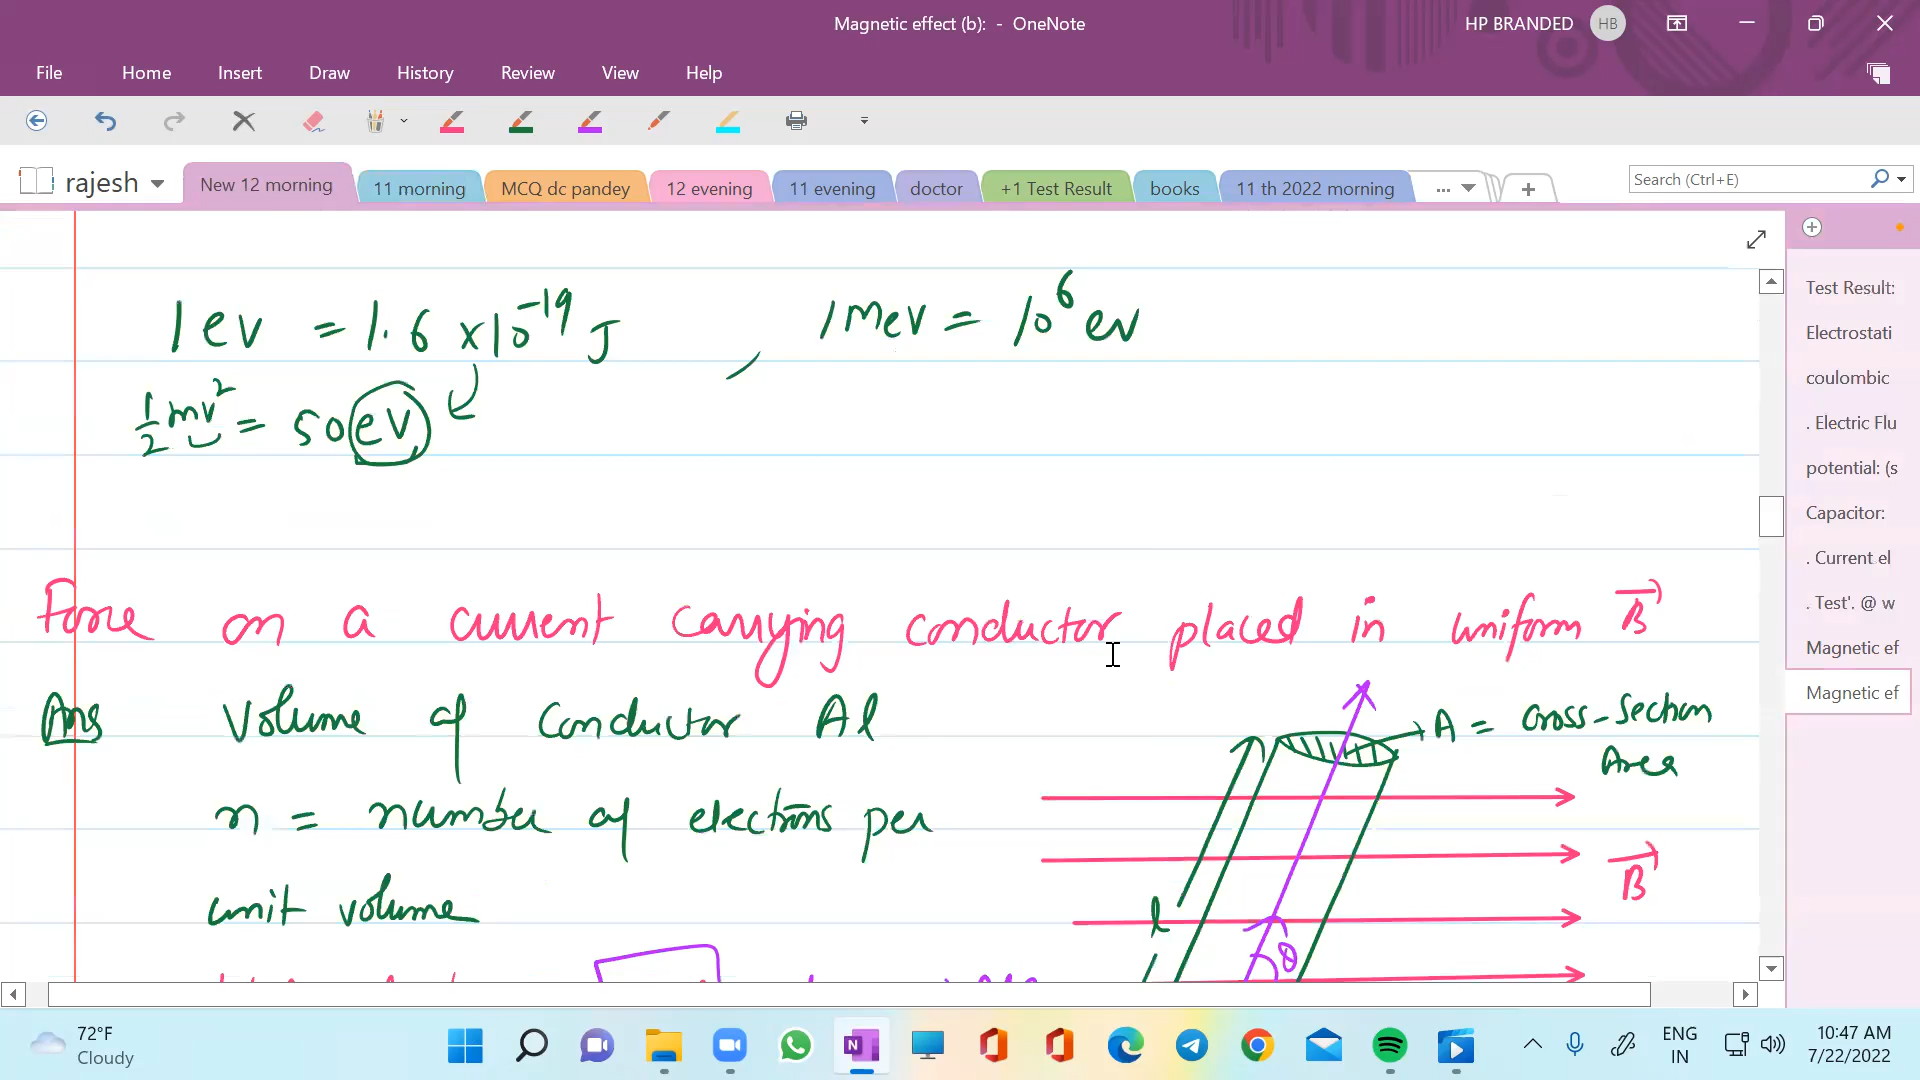 Magnetic effect (b): - OneNote
HP BRANDED HB
File Home Insert Draw History Review View Help
rajesh New 12 morning 11 morning MCQ dc pandey 12 evening 11 evening doctor +1 Test Result books 11 th 2022 morning ... Search (Ctrl+E)
1 ev = 1.6 x10^-19 J , 1 Mev = 10^6 ev
1/2 mv^2 = 50 ev
Force on a current carrying conductor placed in uniform B⃗
Ans Volume of Conductor Al
A = cross-section Area
n = number of electrons per
unit volume
B⃗
l
θ
Test Result:
Electrostati
coulombic
. Electric Flu
potential: (s
Capacitor:
. Current el
. Test'. @ w
Magnetic ef
Magnetic ef
72°F
Cloudy
ENG
IN
10:47 AM
7/22/2022